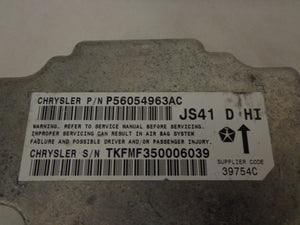 CHRYSLER P/N P56054963AC
JS41 D HI
WARNING. REFER TO SERVICE MANUAL BEFORE SERVICING.
IMPROPER SERVICING CAN RESULT IN AIR BAG SYSTEM
FAILURE AND POSSIBLE DRIVER AND/OR PASSENGER INJURY.
CHRYSLER S/N TKFMF350006039
SUPPLIER CODE
39754C